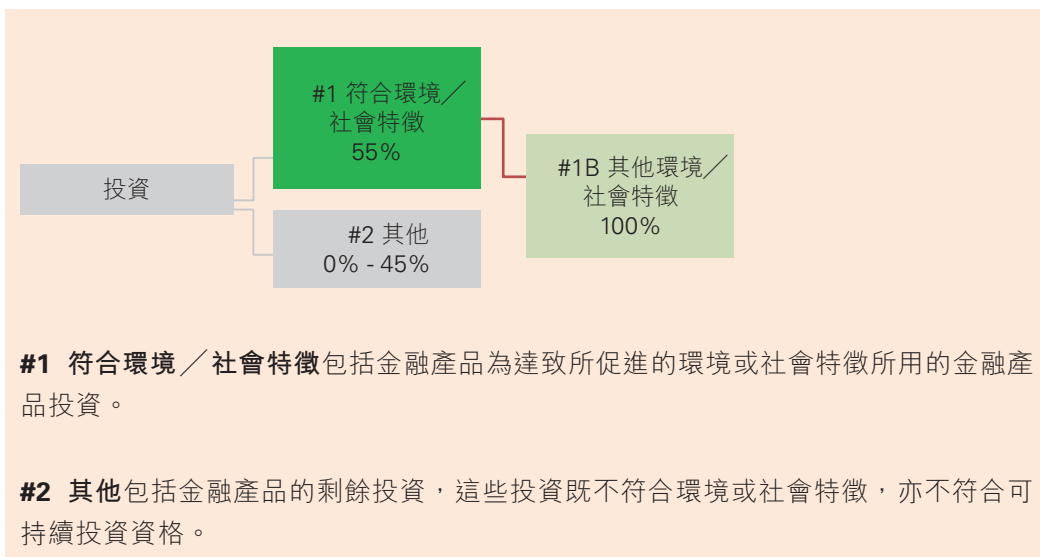 #1 符合環境／
社會特徵
55%
投資
#2 其他
0% - 45%
#1B 其他環境／
社會特徵
100%
#1 符合環境／社會特徵包括金融產品為達致所促進的環境或社會特徵所用的金融產
品投資。
#2 其他包括金融產品的剩餘投資，這些投資既不符合環境或社會特徵，亦不符合可
持續投資資格。